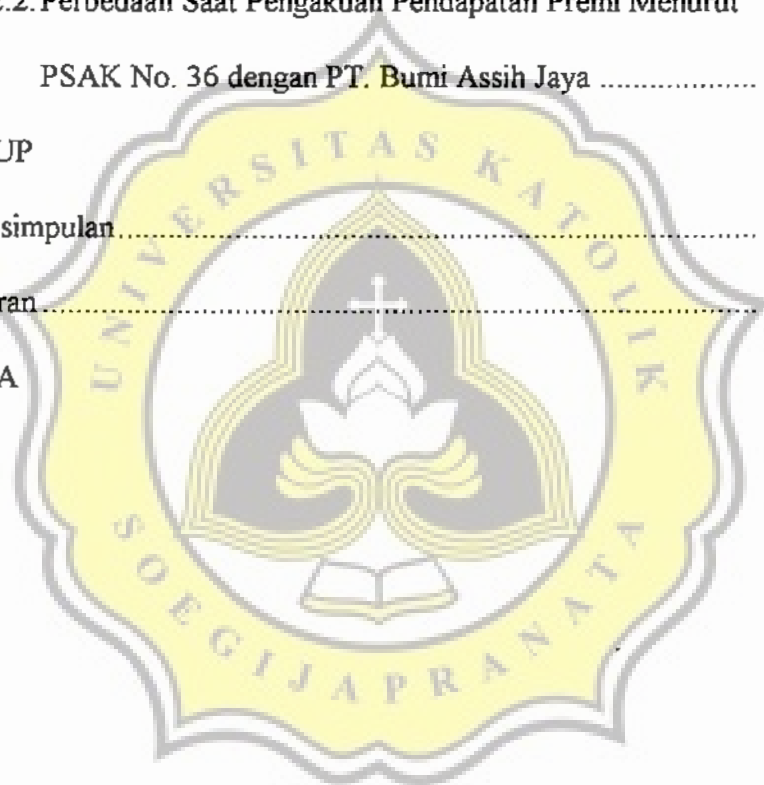 .2. Perbedaan Saat Pengakuan Pendapatan Premi Menurut
PSAK No. 36 dengan PT. Bumi Assih Jaya ................
UP
simpulan................................................................
ran................................................................
A
UNIVERSITAS KATOLIK
SOEGIJAPRANATA